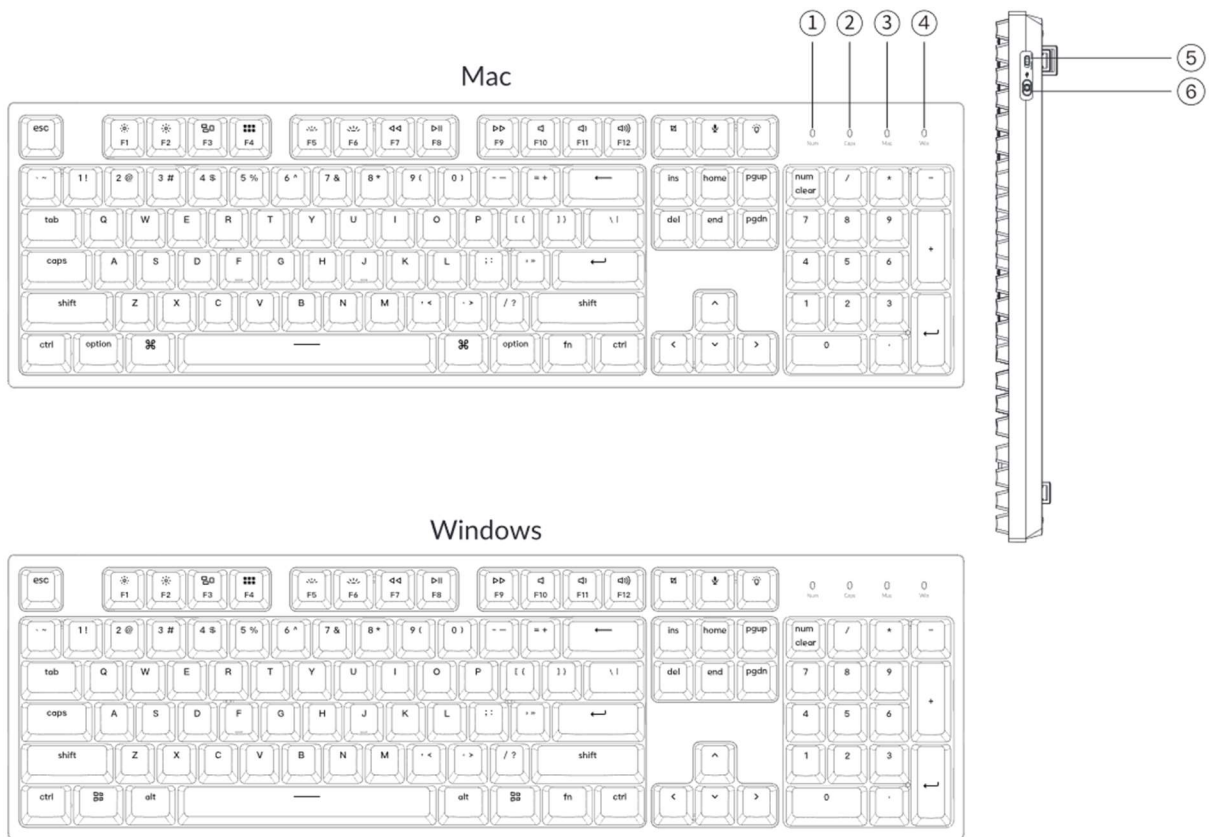 ① ② ③ ④
⑤
⑥
Mac
esc F1 F2 F3 F4 F5 F6 F7 F8 F9 F10 F11 F12
Num Caps Mac Win
1! 2@ 3# 4$ 5% 6^ 7& 8* 9( 0) -— =+ ins home pgup num clear / * -
tab Q W E R T Y U I O P [{ ]} \| del end pgdn 7 8 9 +
caps A S D F G H J K L ;: 4 5 6
shift Z X C V B N M ,< .> /? shift 1 2 3
ctrl option ⌘ ⌘ option fn ctrl 0 .
Windows
esc F1 F2 F3 F4 F5 F6 F7 F8 F9 F10 F11 F12
Num Caps Mac Win
1! 2@ 3# 4$ 5% 6^ 7& 8* 9( 0) -— =+ ins home pgup num clear / * -
tab Q W E R T Y U I O P [{ ]} \| del end pgdn 7 8 9 +
caps A S D F G H J K L ;: 4 5 6
shift Z X C V B N M ,< .> /? shift 1 2 3
ctrl alt alt fn ctrl 0 .